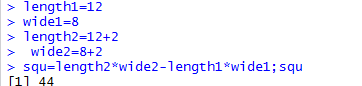 > length1=12
> wide1=8
> length2=12+2
>  wide2=8+2
> squ=length2*wide2-length1*wide1;squ
[1] 44